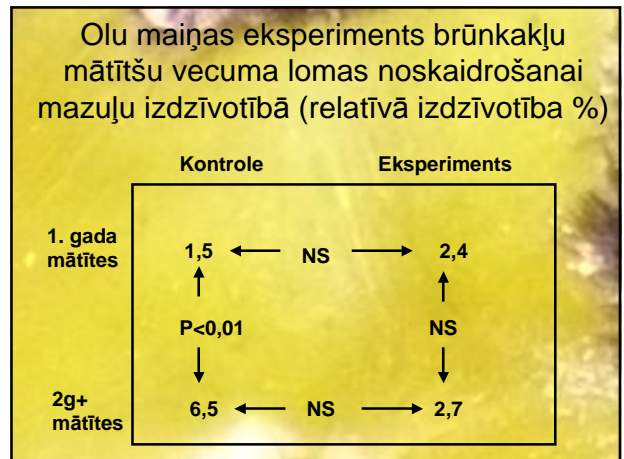 Olu maiņas eksperiments brūnkakļu
mātītšu vecuma lomas noskaidrošanai
mazuļu izdzīvotībā (relatīvā izdzīvotība %)
Kontrole Eksperiments
1. gada
mātītes
1,5 NS 2,4
P<0,01 NS
2g+
mātītes
6,5 NS 2,7